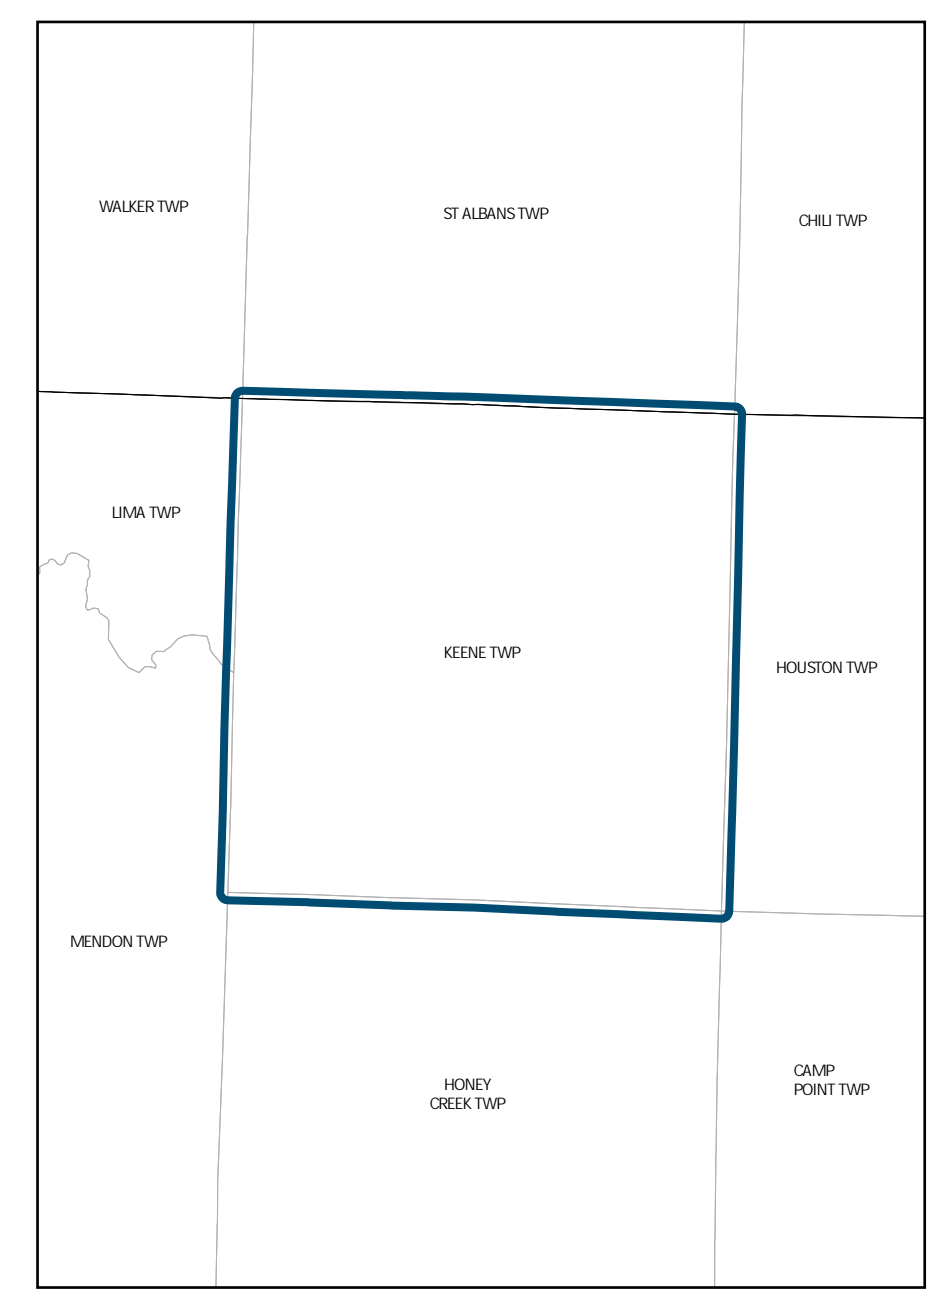 WALKER TWP
ST ALBANS TWP
CHILI TWP
LIMA TWP
KEENE TWP
HOUSTON TWP
MENDON TWP
HONEY
CREEK TWP
CAMP
POINT TWP